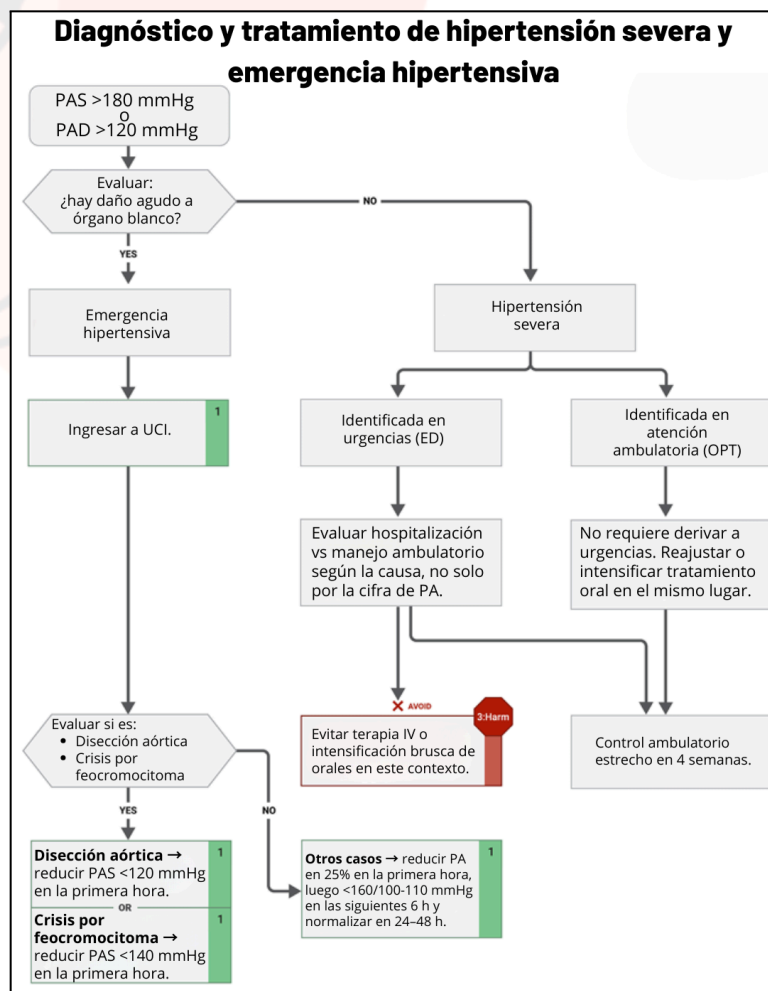 Diagnóstico y tratamiento de hipertensión severa y
emergencia hipertensiva
PAS >180 mmHg
o
PAD >120 mmHg
Evaluar:
¿hay daño agudo a
órgano blanco?
NO
YES
Emergencia
hipertensiva
Hipertensión
severa
Ingresar a UCI.
1
Identificada en
urgencias (ED)
Identificada en
atención
ambulatoria (OPT)
Evaluar hospitalización
vs manejo ambulatorio
según la causa, no solo
por la cifra de PA.
No requiere derivar a
urgencias. Reajustar o
intensificar tratamiento
oral en el mismo lugar.
AVOID
3:Harm
Evitar terapia IV o
intensificación brusca de
orales en este contexto.
Control ambulatorio
estrecho en 4 semanas.
Evaluar si es:
• Disección aórtica
• Crisis por
feocromocitoma
YES
NO
Disección aórtica →
reducir PAS <120 mmHg
en la primera hora.
1
OR
Crisis por
feocromocitoma →
reducir PAS <140 mmHg
en la primera hora.
1
Otros casos → reducir PA
en 25% en la primera hora,
luego <160/100-110 mmHg
en las siguientes 6 h y
normalizar en 24–48 h.
1